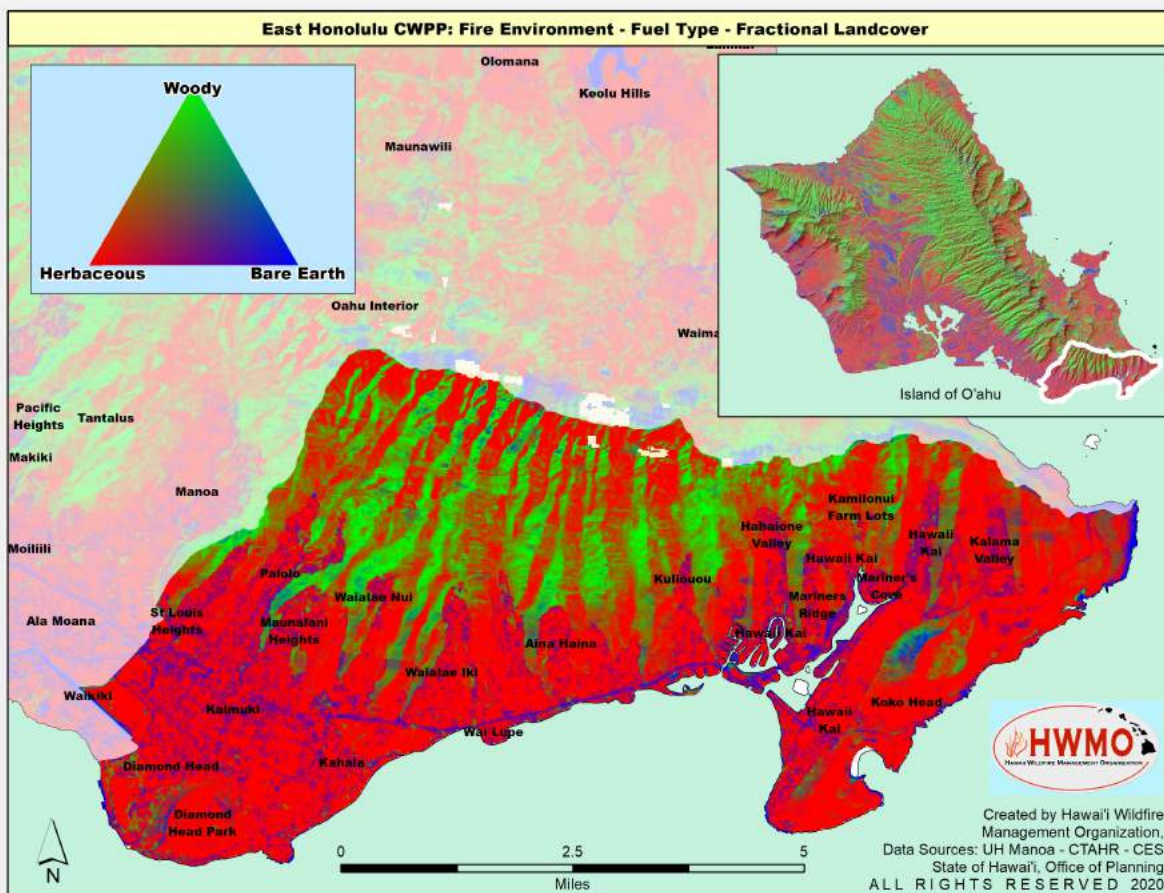 East Honolulu CWPP: Fire Environment - Fuel Type - Fractional Landcover
Woody
Herbaceous
Bare Earth
Olomana
Keolu Hills
Maunawili
Oahu Interior
Waima
Island of O'ahu
Pacific
Heights
Tantalus
Makiki
Manoa
Moiliili
Ala Moana
Waikiki
Palolo
St Louis
Heights
Waialae Nui
Maunalani
Heights
Kaimuki
Waialae Iki
Aina Haina
Wai Lupe
Kahala
Diamond Head
Diamond
Head Park
Kuliouou
Hahaione
Valley
Kamilonui
Farm Lots
Hawaii Kai
Mariner's
Cove
Mariners
Ridge
Hawaii Kai
Hawaii
Kai
Kalama
Valley
Koko Head
Hawaii
Kai
HWMO
HAWAII WILDFIRE MANAGEMENT ORGANIZATION
N
0
2.5
5
Miles
Created by Hawai'i Wildfire
Management Organization,
Data Sources: UH Manoa - CTAHR - CES
State of Hawai'i, Office of Planning
ALL RIGHTS RESERVED 2020